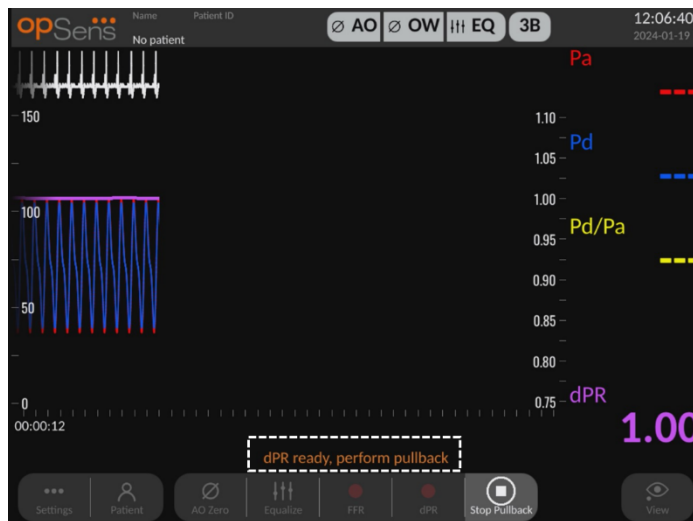 opSens
Name Patient ID
No patient
Ø AO Ø OW EQ 3B
12:06:40
2024-01-19
Pa
150
1.10
Pd
1.05
1.00
100
Pd/Pa
0.95
0.90
50
0.85
0.80
0
0.75
dPR
00:00:12
1.00
dPR ready, perform pullback
Settings Patient AO Zero Equalize FFR dPR Stop Pullback View